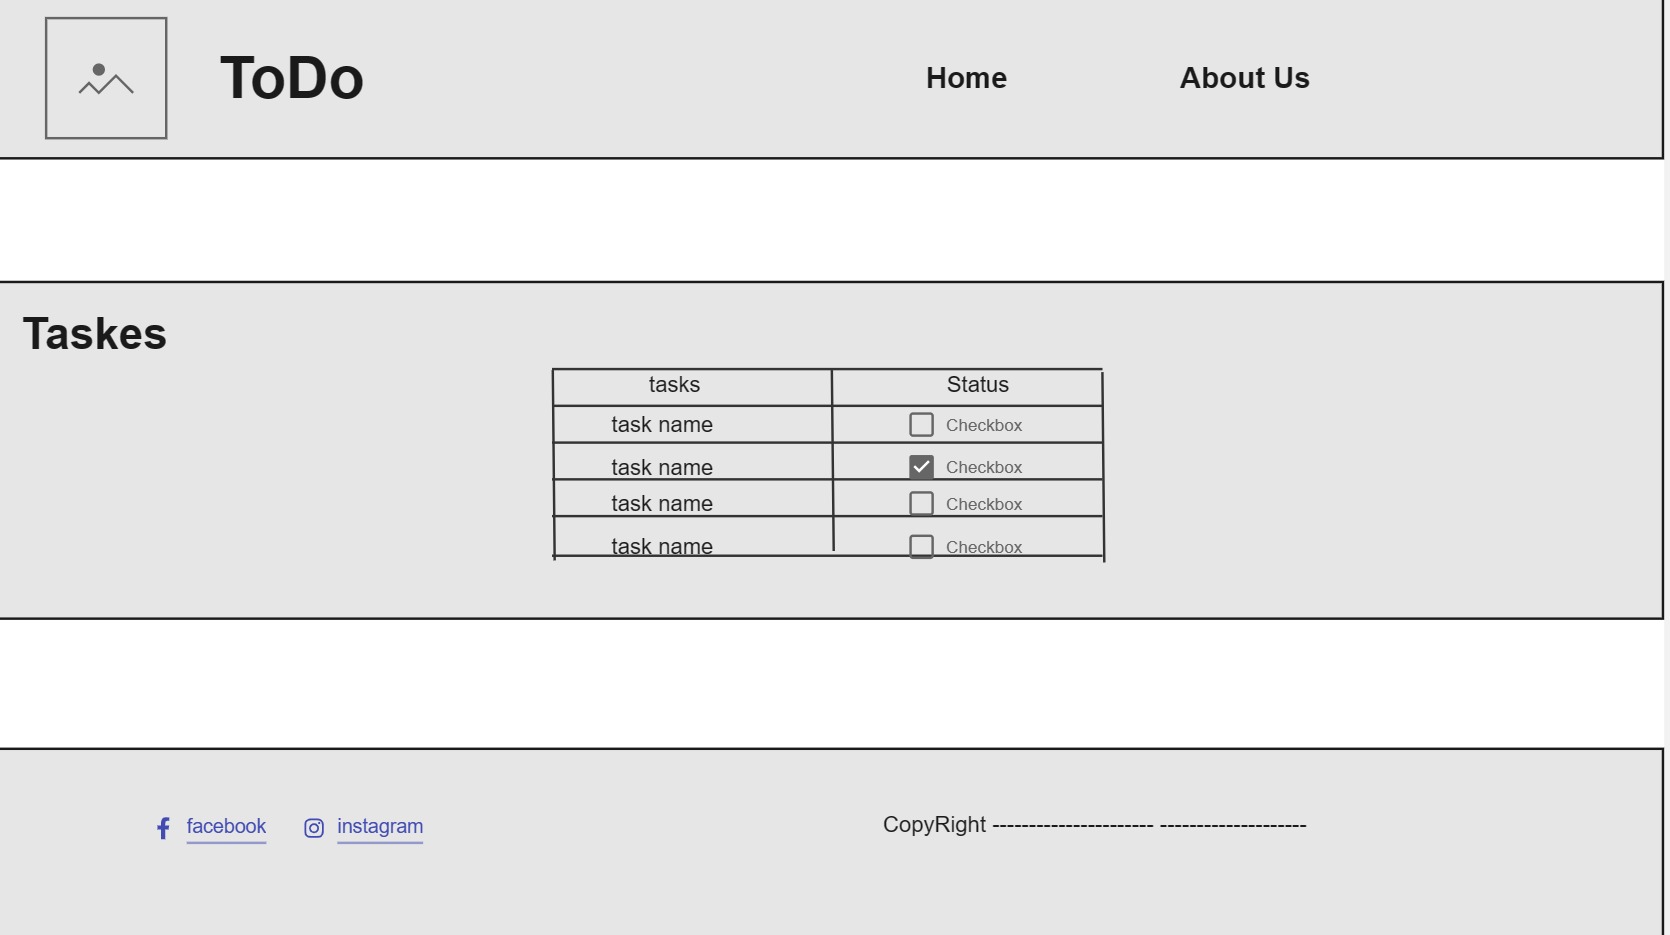 ToDo
Home
About Us
Taskes
tasks Status
task name Checkbox
task name Checkbox
task name Checkbox
task name Checkbox
facebook instagram
CopyRight ---------------------- --------------------